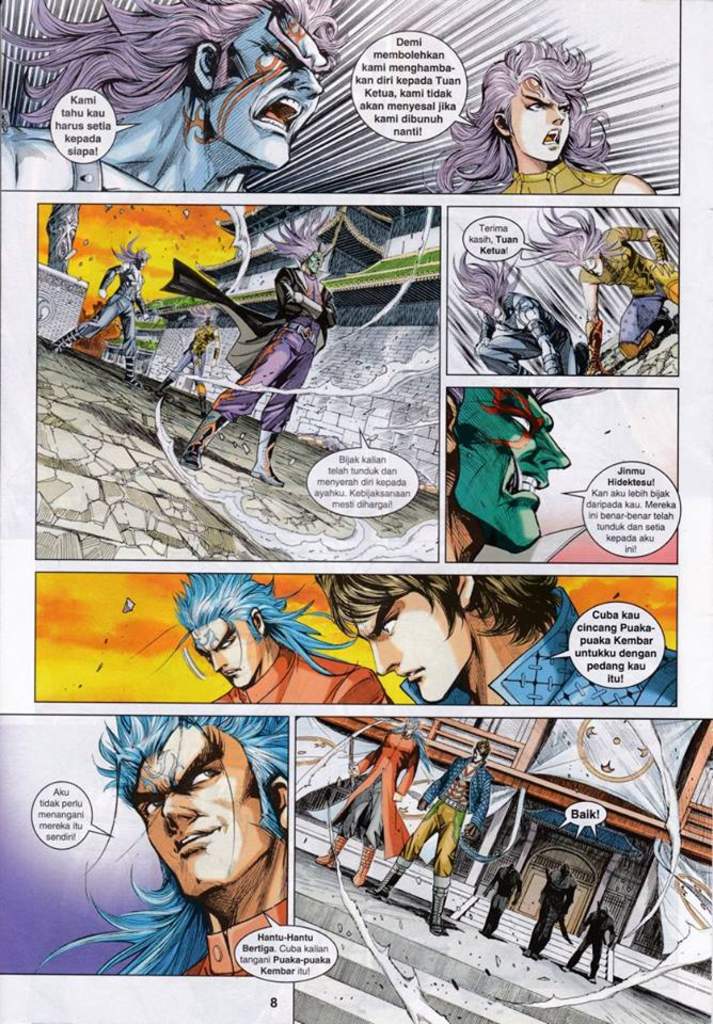 Kami
tahu kau
harus setia
kepada
siapa!
Demi
membolehkan
kami menghamba-
kan diri kepada Tuan
Ketua, kami tidak
akan menyesal jika
kami dibunuh
nanti!
Bijak kalian
telah tunduk dan
menyerah diri kepada
ayahku. Kebijaksanaan
mesti dihargai!
Terima
kasih, Tuan
Ketua!
Jinmu
Hidektesu!
Kan aku lebih bijak
daripada kau. Mereka
ini benar-benar telah
tunduk dan setia
kepada aku
ini!
Cuba kau
cincang Puaka-
puaka Kembar
untukku dengan
pedang kau
itu!
Aku
tidak perlu
menangani
mereka itu
sendiri!
Hantu-Hantu
Bertiga. Cuba kalian
tangani Puaka-puaka
Kembar itu!
Baik!
8